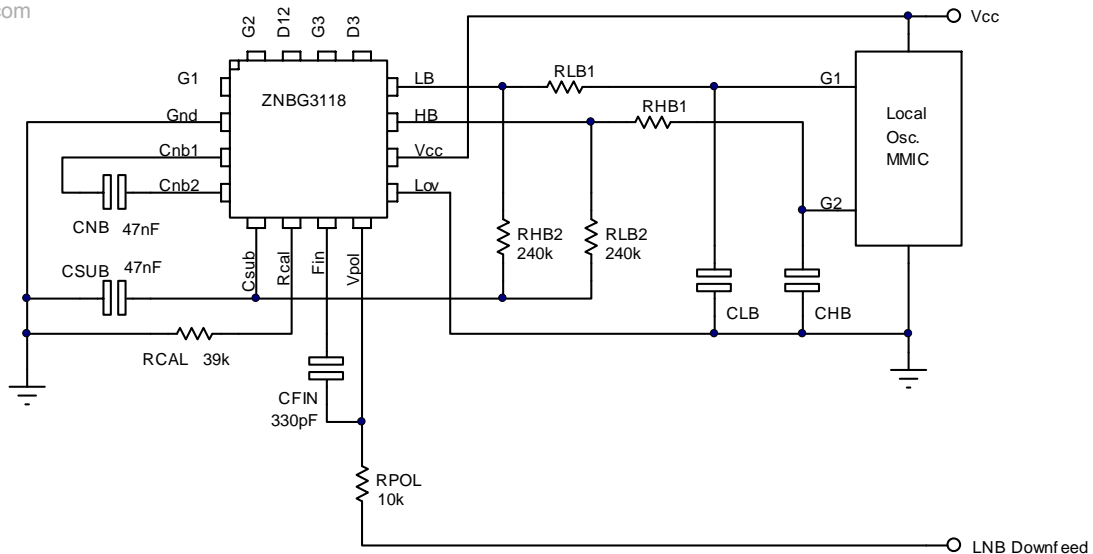 com
G2
D12
G3
D3
Vcc
G1
LB
RLB1
G1
ZNBG3118
Gnd
HB
RHB1
Local
Osc.
MMIC
Cnb1
Vcc
Cnb2
Lov
G2
CNB 47nF
RHB2
240k
RLB2
240k
CSUB 47nF
Csub
Rcal
Fin
Vpol
CLB
CHB
RCAL 39k
CFIN
330pF
RPOL
10k
LNB Downfeed